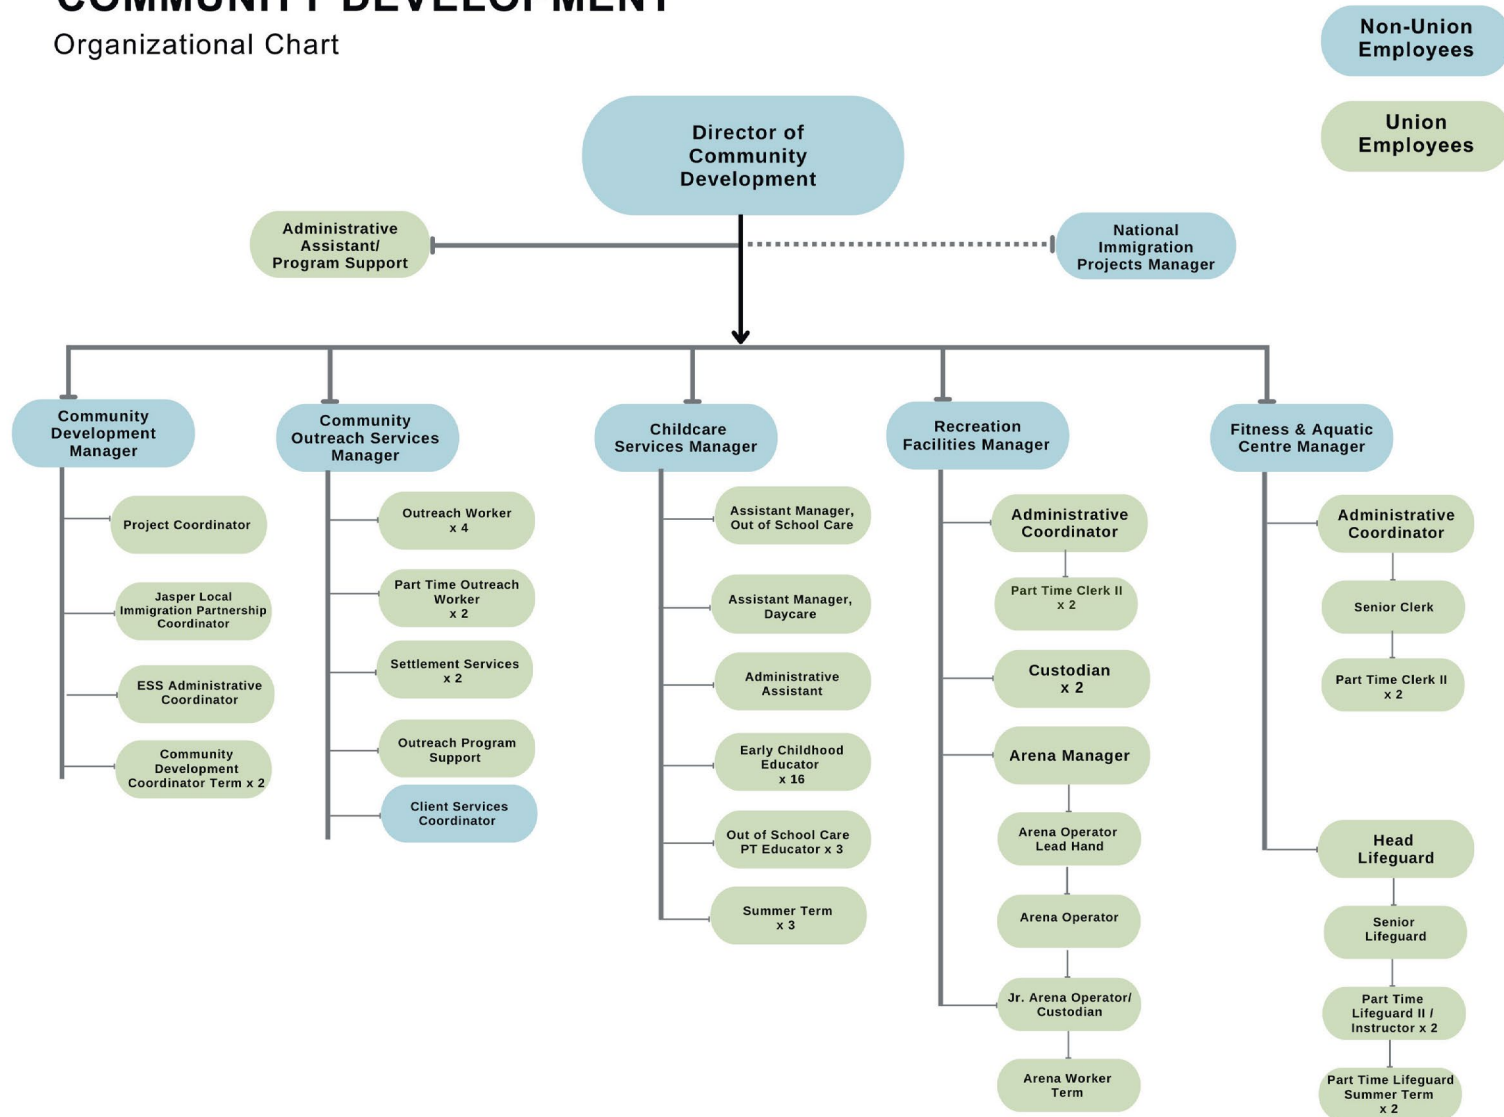 COMMUNITY DEVELOPMENT
Organizational Chart
Non-Union
Employees
Union
Employees
Director of
Community
Development
Administrative
Assistant/
Program Support
National
Immigration
Projects Manager
Community
Development
Manager
Project Coordinator
Jasper Local
Immigration Partnership
Coordinator
ESS Administrative
Coordinator
Community
Development
Coordinator Term x 2
Community
Outreach Services
Manager
Outreach Worker
x 4
Part Time Outreach
Worker
x 2
Settlement Services
x 2
Outreach Program
Support
Client Services
Coordinator
Childcare
Services Manager
Assistant Manager,
Out of School Care
Assistant Manager,
Daycare
Administrative
Assistant
Early Childhood
Educator
x 16
Out of School Care
PT Educator x 3
Summer Term
x 3
Recreation
Facilities Manager
Administrative
Coordinator
Part Time Clerk II
x 2
Custodian
x 2
Arena Manager
Arena Operator
Lead Hand
Arena Operator
Jr. Arena Operator/
Custodian
Arena Worker
Term
Fitness & Aquatic
Centre Manager
Administrative
Coordinator
Senior Clerk
Part Time Clerk II
x 2
Head
Lifeguard
Senior
Lifeguard
Part Time
Lifeguard II /
Instructor x 2
Part Time Lifeguard
Summer Term
x 2